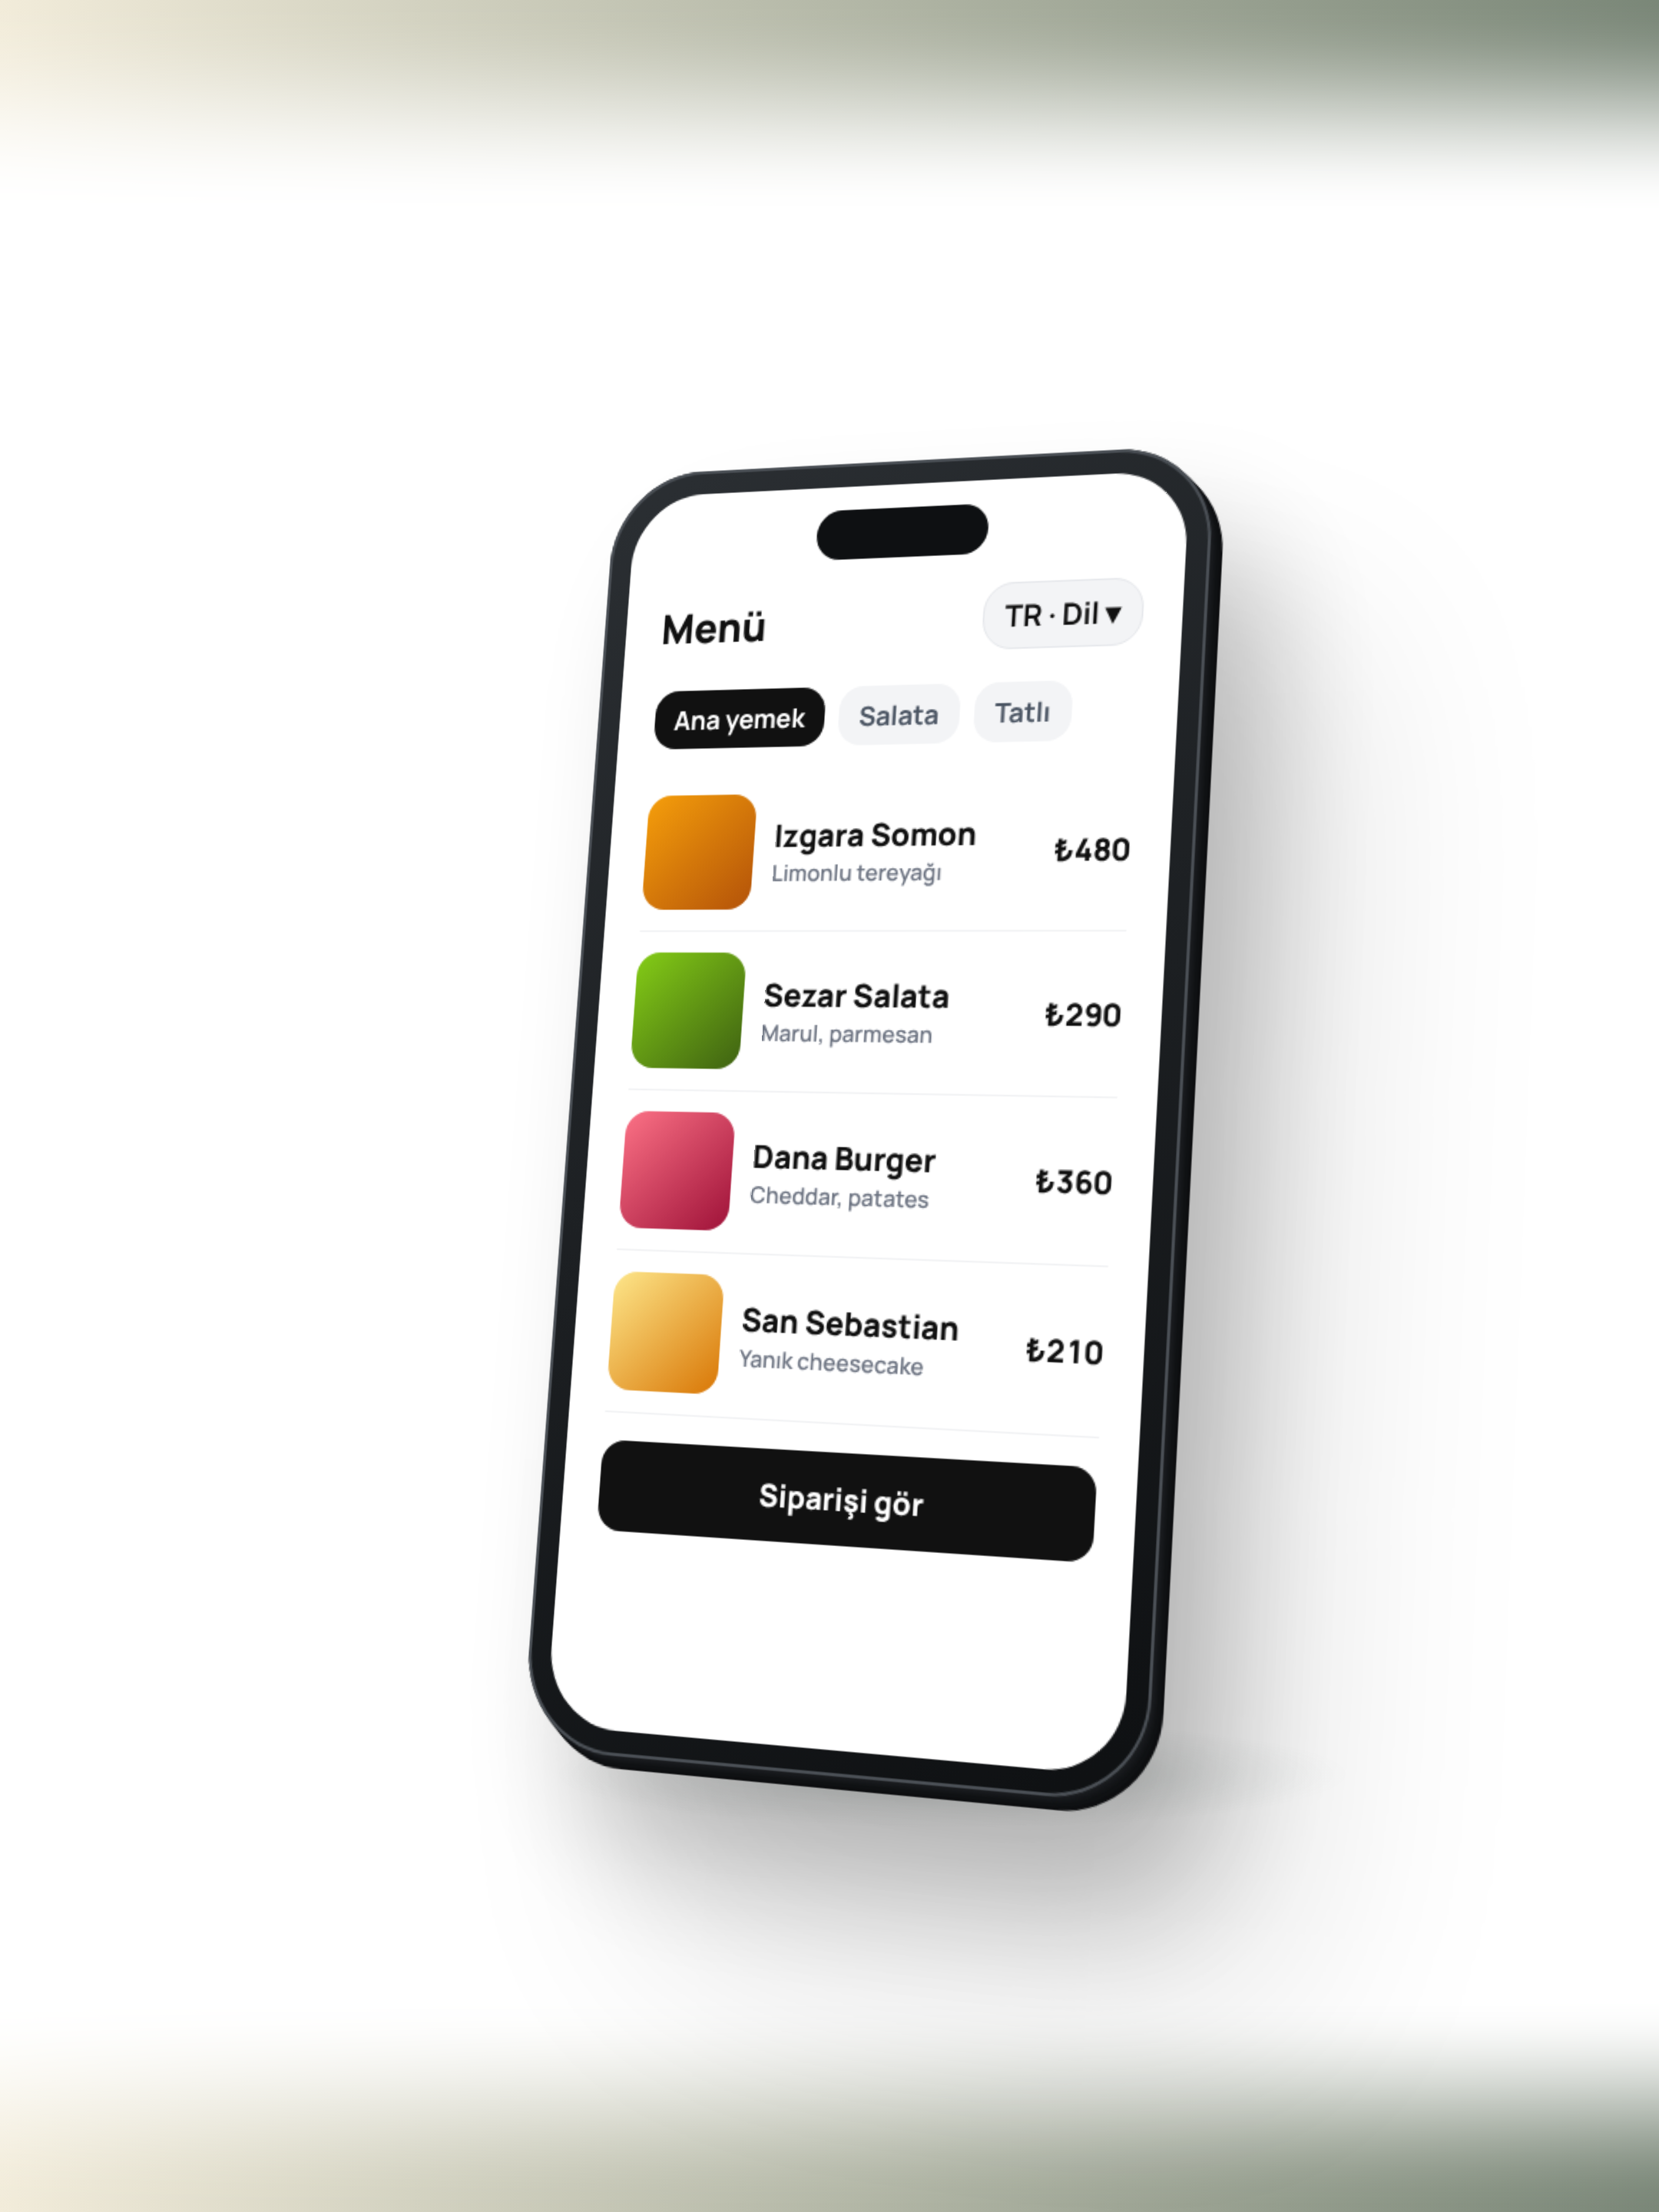 Menü
TR · Dil ▾
Ana yemek
Salata
Tatlı
Izgara Somon
Limonlu tereyağı
₺480
Sezar Salata
Marul, parmesan
₺290
Dana Burger
Cheddar, patates
₺360
San Sebastian
Yanık cheesecake
₺210
Siparişi gör